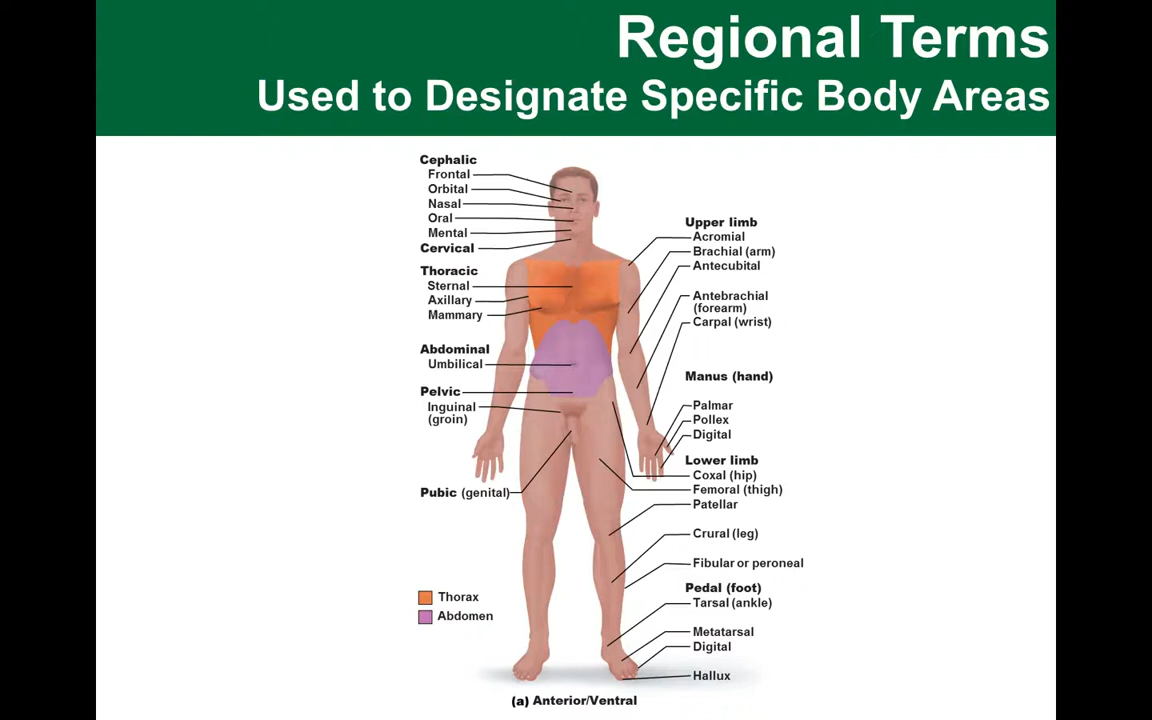 Regional Terms
Used to Designate Specific Body Areas
Cephalic
Frontal
Orbital
Nasal
Oral
Mental
Cervical
Thoracic
Sternal
Axillary
Mammary
Abdominal
Umbilical
Pelvic
Inguinal
(groin)
Pubic (genital)
Thorax
Abdomen
Upper limb
Acromial
Brachial (arm)
Antecubital
Antebrachial
(forearm)
Carpal (wrist)
Manus (hand)
Palmar
Pollex
Digital
Lower limb
Coxal (hip)
Femoral (thigh)
Patellar
Crural (leg)
Fibular or peroneal
Pedal (foot)
Tarsal (ankle)
Metatarsal
Digital
Hallux
(a) Anterior/Ventral